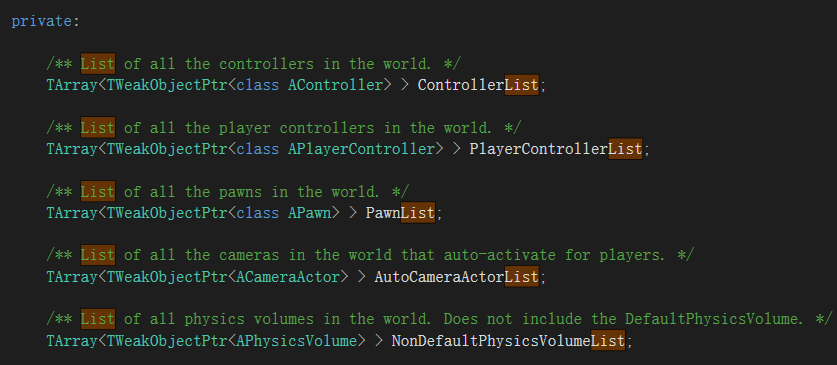 private:
/** List of all the controllers in the world. */
TArray<TWeakObjectPtr<class AController> > ControllerList;
/** List of all the player controllers in the world. */
TArray<TWeakObjectPtr<class APlayerController> > PlayerControllerList;
/** List of all the pawns in the world. */
TArray<TWeakObjectPtr<class APawn> > PawnList;
/** List of all the cameras in the world that auto-activate for players. */
TArray<TWeakObjectPtr<ACameraActor> > AutoCameraActorList;
/** List of all physics volumes in the world. Does not include the DefaultPhysicsVolume. */
TArray<TWeakObjectPtr<APhysicsVolume> > NonDefaultPhysicsVolumeList;